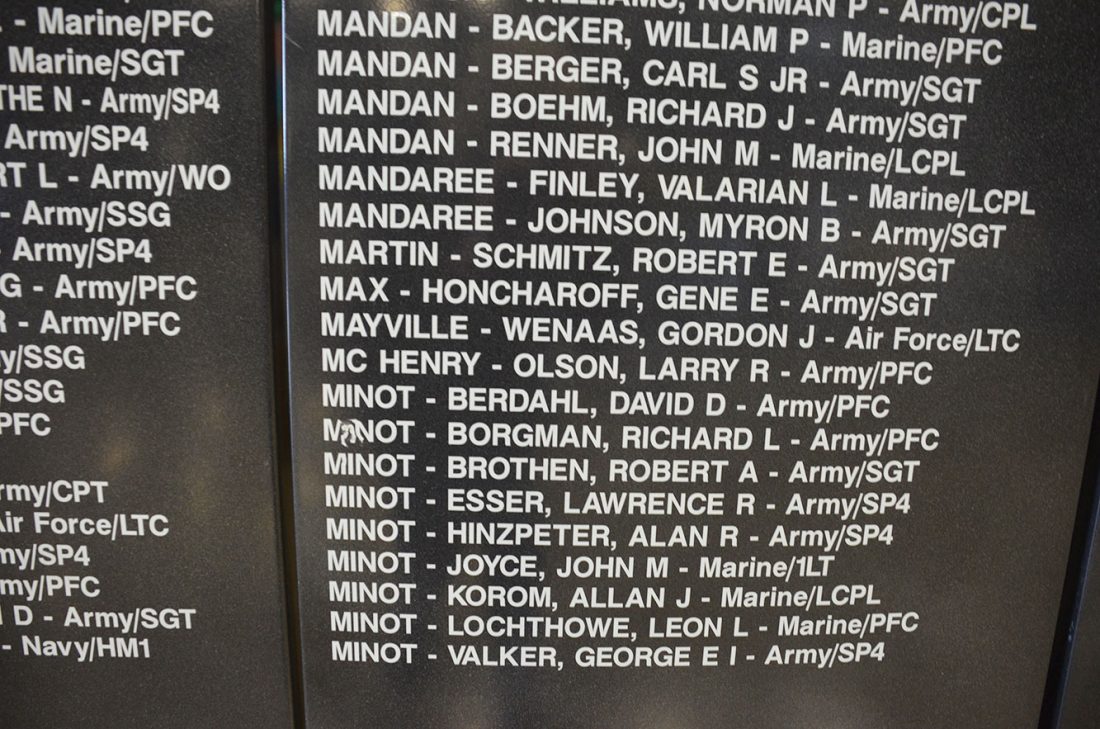 - Marine/PFC
Marine/SGT
THE N - Army/SP4
Army/SP4
RT L - Army/WO
- Army/SSG
- Army/SP4
G - Army/PFC
R - Army/PFC
y/SSG
/SSG
PFC
rmy/CPT
Air Force/LTC
my/SP4
my/PFC
D - Army/SGT
- Navy/HM1
WILLIAMS, NORMAN P - Army/CPL
MANDAN - BACKER, WILLIAM P - Marine/PFC
MANDAN - BERGER, CARL S JR - Army/SGT
MANDAN - BOEHM, RICHARD J - Army/SGT
MANDAN - RENNER, JOHN M - Marine/LCPL
MANDAREE - FINLEY, VALARIAN L - Marine/LCPL
MANDAREE - JOHNSON, MYRON B - Army/SGT
MARTIN - SCHMITZ, ROBERT E - Army/SGT
MAX - HONCHAROFF, GENE E - Army/SGT
MAYVILLE - WENAAS, GORDON J - Air Force/LTC
MC HENRY - OLSON, LARRY R - Army/PFC
MINOT - BERDAHL, DAVID D - Army/PFC
MINOT - BORGMAN, RICHARD L - Army/PFC
MINOT - BROTHEN, ROBERT A - Army/SGT
MINOT - ESSER, LAWRENCE R - Army/SP4
MINOT - HINZPETER, ALAN R - Army/SP4
MINOT - JOYCE, JOHN M - Marine/1LT
MINOT - KOROM, ALLAN J - Marine/LCPL
MINOT - LOCHTHOWE, LEON L - Marine/PFC
MINOT - VALKER, GEORGE E I - Army/SP4